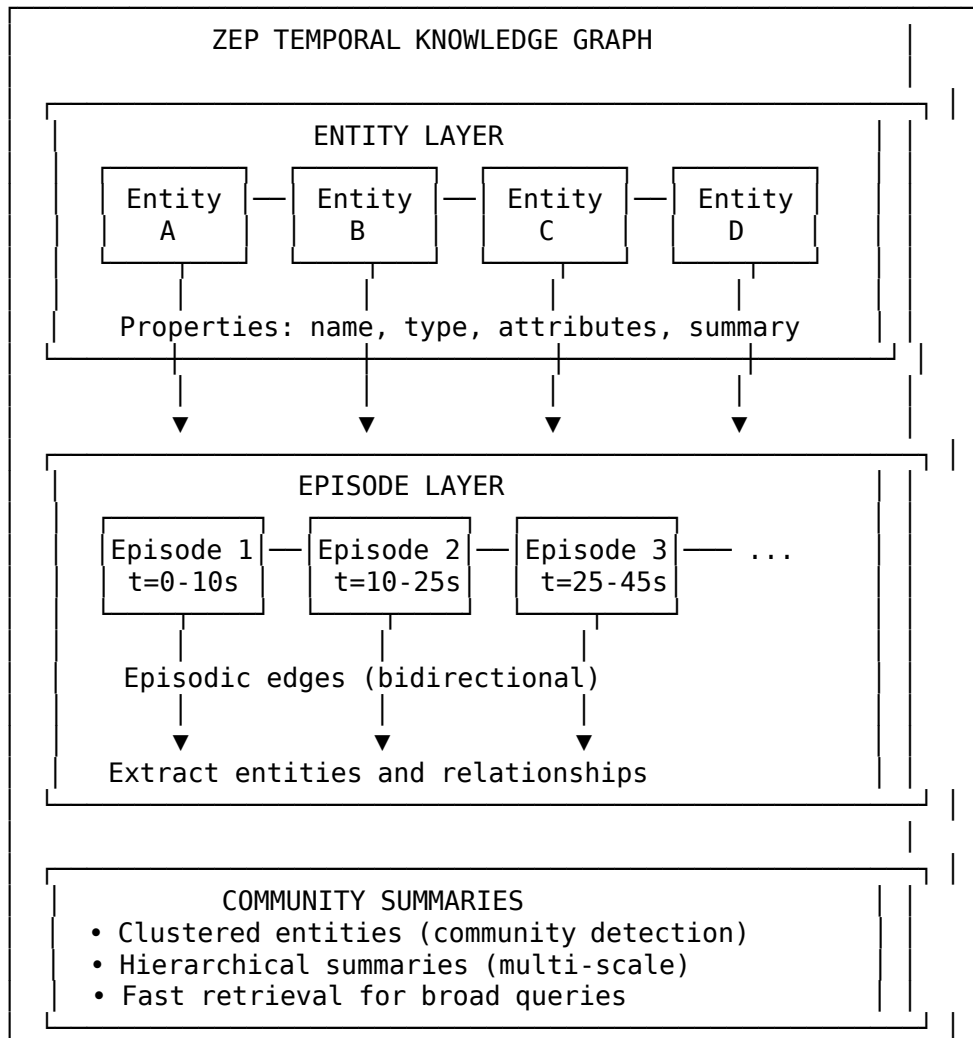 ZEP TEMPORAL KNOWLEDGE GRAPH
ENTITY LAYER
Entity Entity Entity Entity
A B C D
Properties: name, type, attributes, summary
EPISODE LAYER
Episode 1 Episode 2 Episode 3 ...
t=0-10s t=10-25s t=25-45s
Episodic edges (bidirectional)
Extract entities and relationships
COMMUNITY SUMMARIES
• Clustered entities (community detection)
• Hierarchical summaries (multi-scale)
• Fast retrieval for broad queries